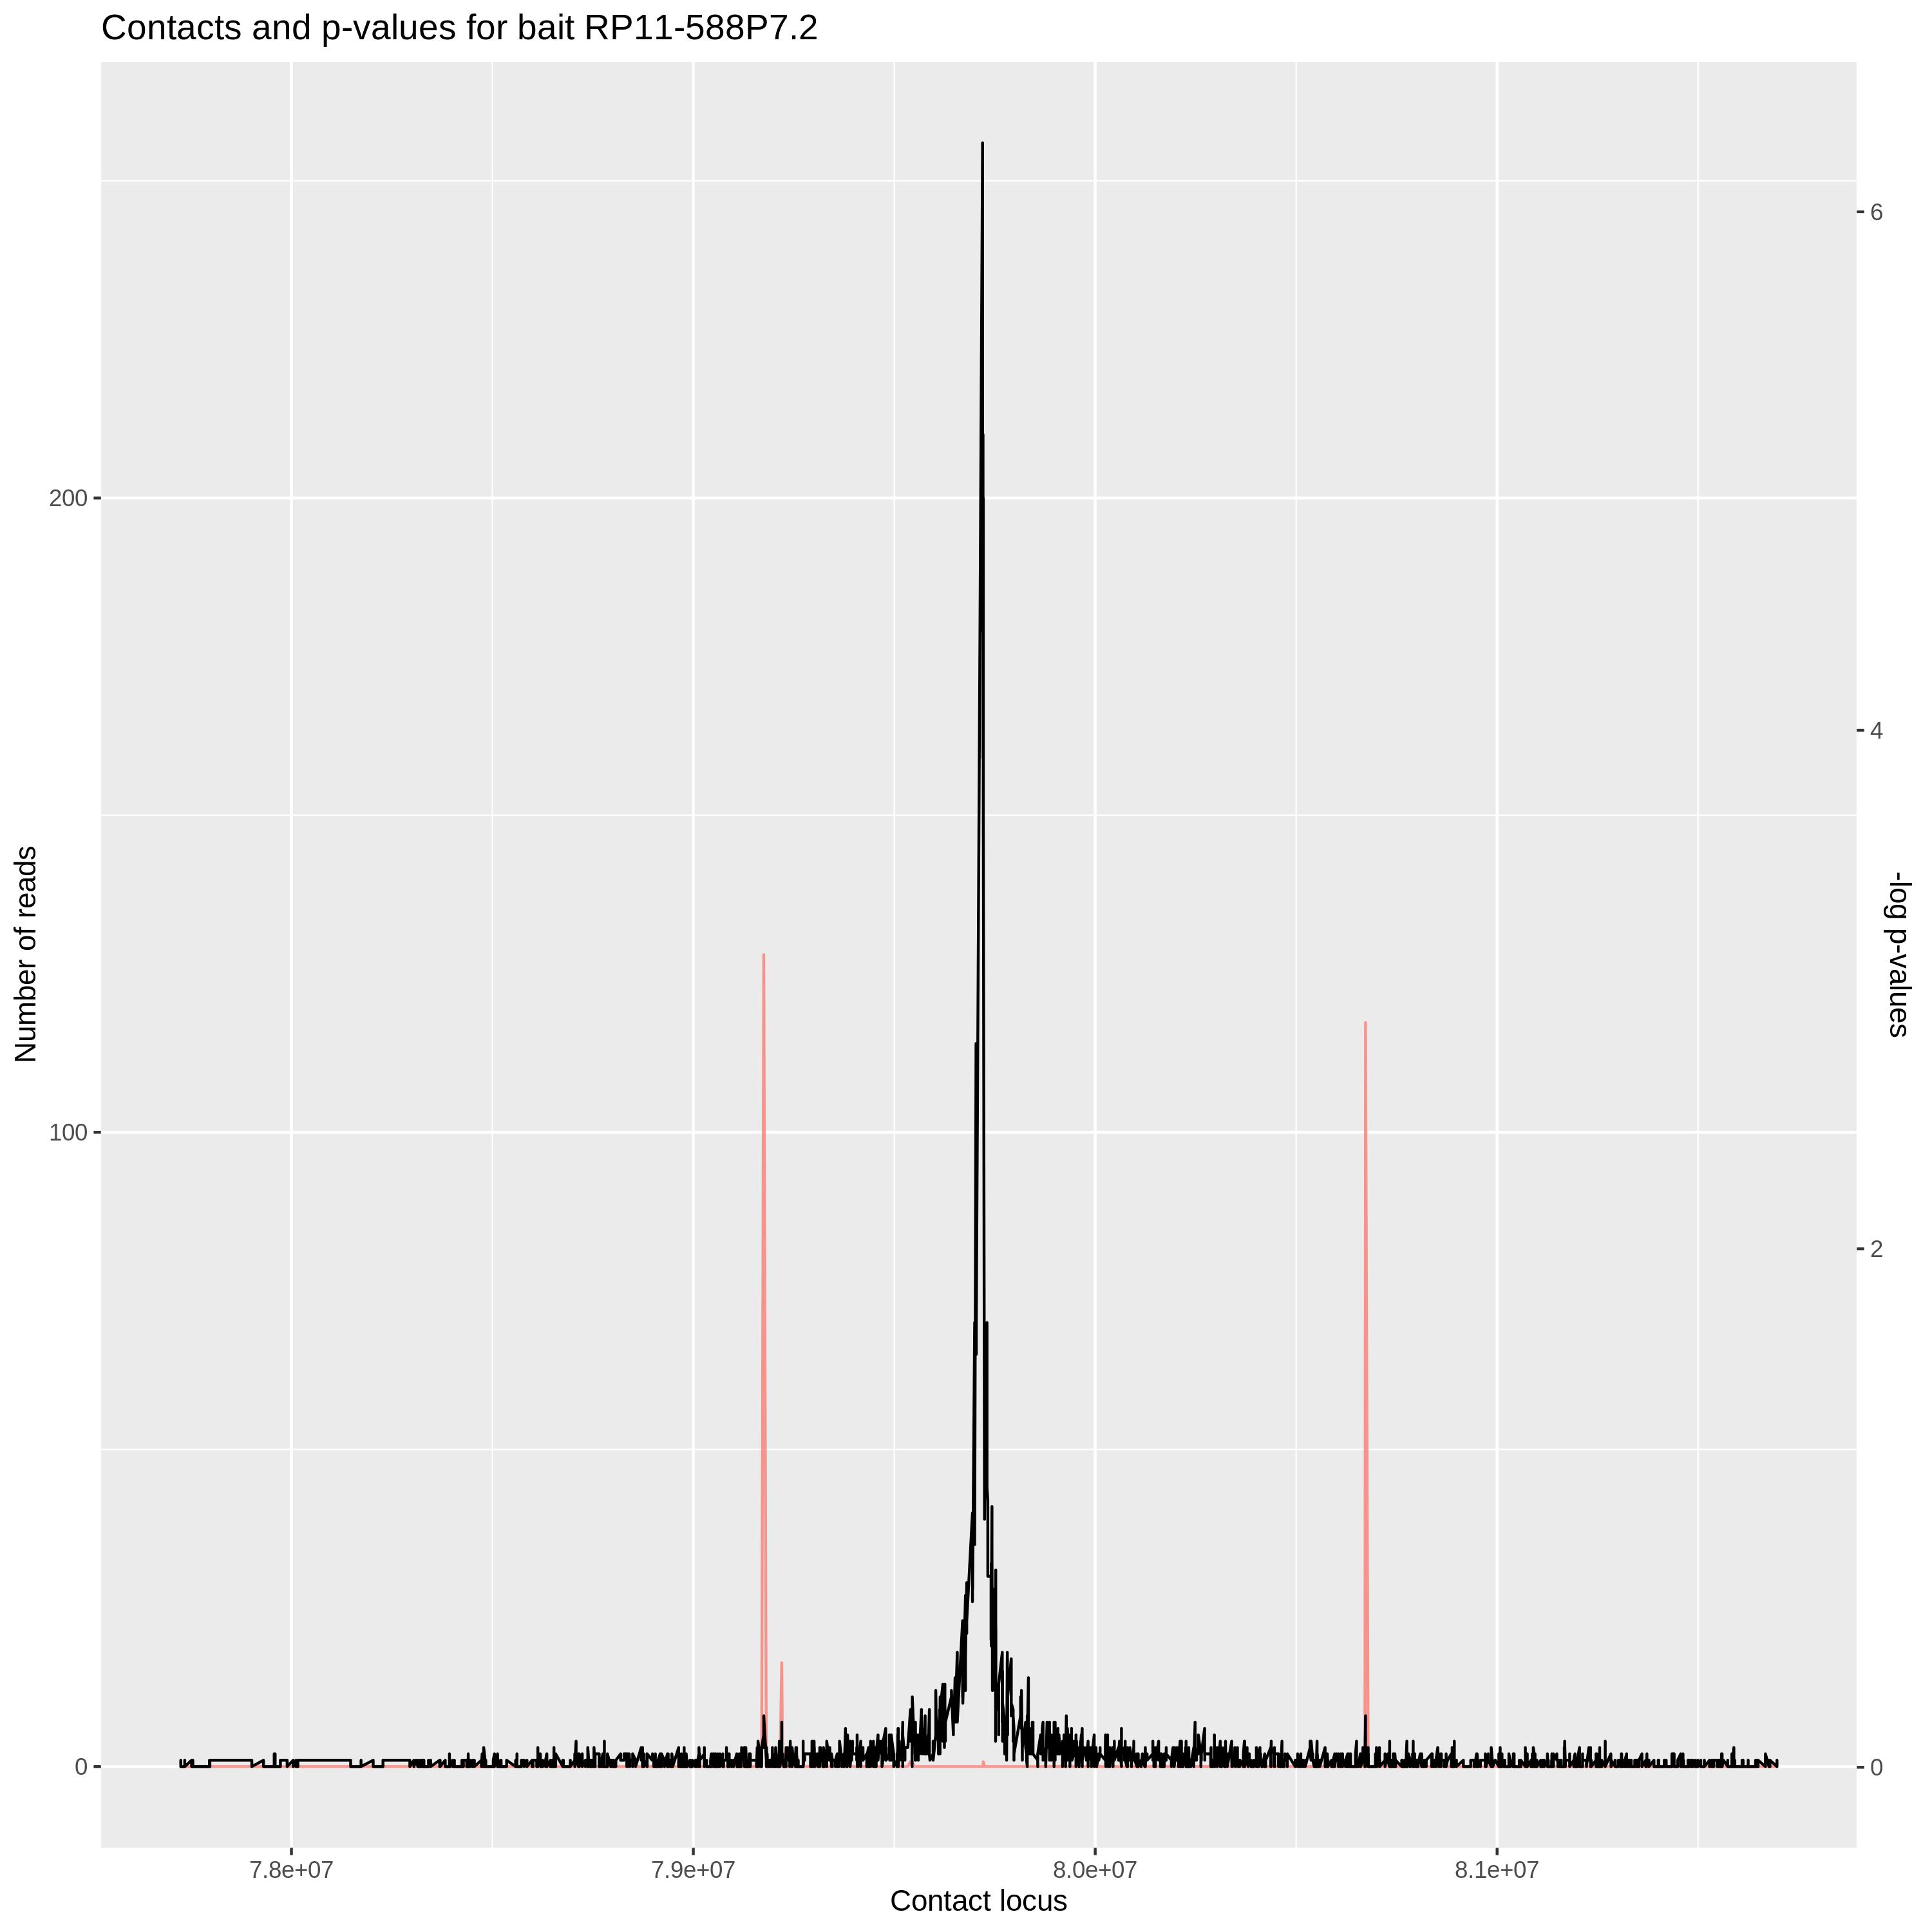 Contacts and p-values for bait RP11-588P7.2
Number of reads
200
100
0
6
4
2
0
-log p-values
7.8e+07
7.9e+07
8.0e+07
8.1e+07
Contact locus